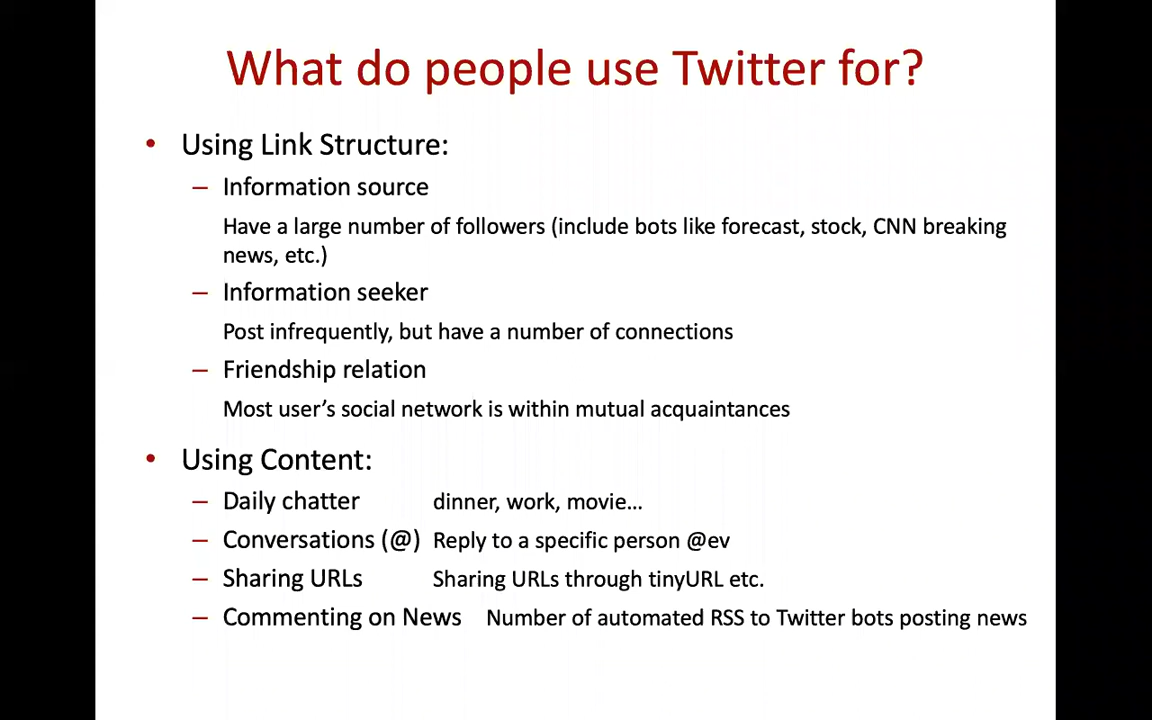 What do people use Twitter for?
• Using Link Structure:
– Information source
Have a large number of followers (include bots like forecast, stock, CNN breaking
news, etc.)
– Information seeker
Post infrequently, but have a number of connections
– Friendship relation
Most user’s social network is within mutual acquaintances
• Using Content:
– Daily chatter dinner, work, movie…
– Conversations (@) Reply to a specific person @ev
– Sharing URLs Sharing URLs through tinyURL etc.
– Commenting on News Number of automated RSS to Twitter bots posting news